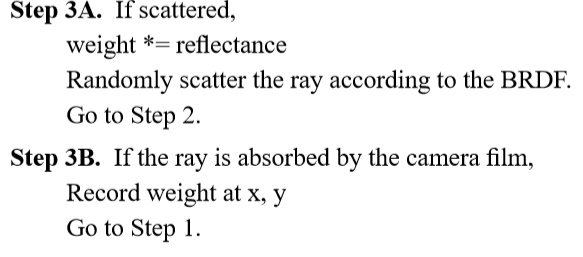 Step 3A. If scattered,
weight *= reflectance
Randomly scatter the ray according to the BRDF.
Go to Step 2.
Step 3B. If the ray is absorbed by the camera film,
Record weight at x, y
Go to Step 1.